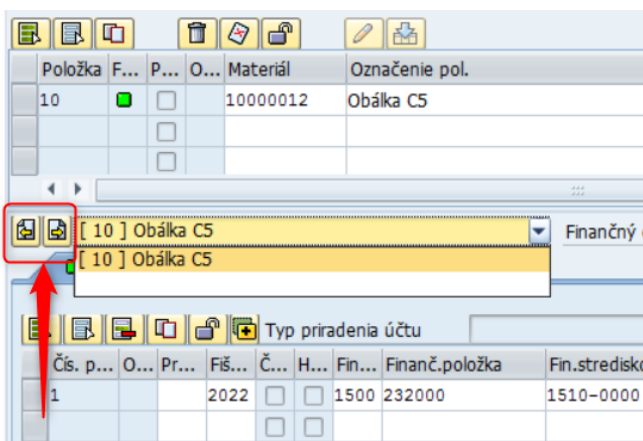 Položka F... P... O... Materiál Označenie pol.
10 10000012 Obálka C5
[ 10 ] Obálka C5 Finančný
[ 10 ] Obálka C5
Typ priradenia účtu
Čís. p... O... Pr... Fiš... Č... H... Fin... Finanč.položka Fin.stredisko
1 2022 1500 232000 1510-0000